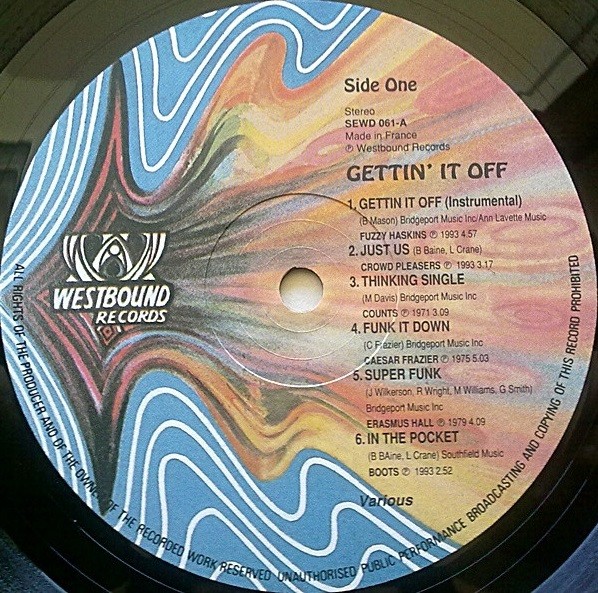 Side One
Stereo
SEWD 061-A
Made in France
℗ Westbound Records
GETTIN' IT OFF
1. GETTIN IT OFF (Instrumental)
(B Mason) Bridgeport Music Inc/Ann Lavette Music
FUZZY HASKINS ℗ 1993 4.57
2. JUST US (B Baine, L Crane)
CROWD PLEASERS ℗ 1993 3.17
3. THINKING SINGLE
(M Davis) Bridgeport Music Inc
COUNTS ℗ 1971 3.09
4. FUNK IT DOWN
(C Frazier) Bridgeport Music Inc
CAESAR FRAZIER ℗ 1975 5.03
5. SUPER FUNK
(J Wilkerson, R Wright, M Williams, G Smith)
Bridgeport Music Inc
ERASMUS HALL ℗ 1979 4.09
6. IN THE POCKET
(B BAine, L Crane) Southfield Music
BOOTS ℗ 1993 2.52
Various
WESTBOUND
RECORDS
ALL RIGHTS OF THE PRODUCER AND OF THE OWNER OF THE RECORDED WORK RESERVED UNAUTHORISED PUBLIC PERFORMANCE BROADCASTING AND COPYING OF THIS RECORD PROHIBITED